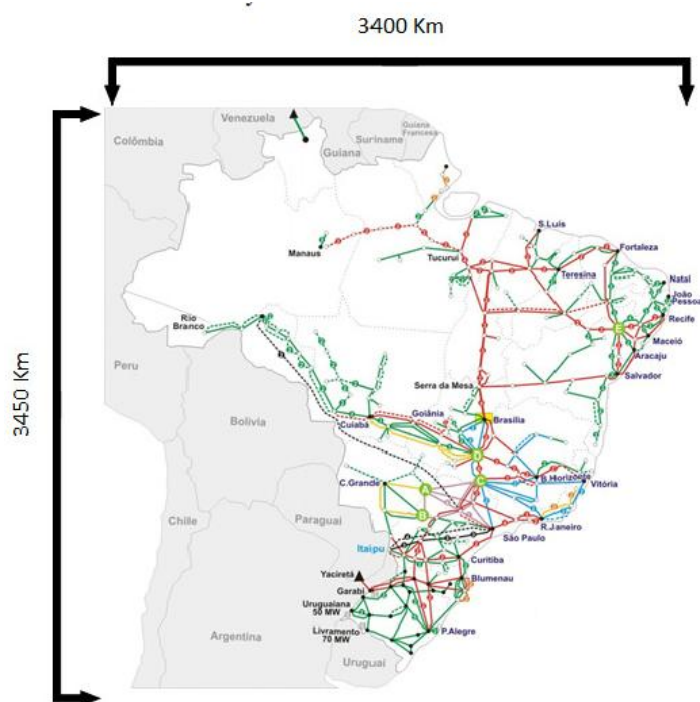 3400 Km
3450 Km
Colômbia
Venezuela
Guiana
Suriname
Guiana
Francesa
Manaus
Tucuruí
S.Luis
Fortaleza
Teresina
Natal
João
Pessoa
Recife
Maceió
Aracaju
Salvador
E
Rio
Branco
Peru
Bolivia
Serra da Mesa
Cuiabá
Goiânia
Brasília
D
C.Grande
A
B
C
B.Horizonte
Vitória
R.Janeiro
São Paulo
Chile
Paraguai
Itaipu
Curitiba
Blumenau
Yaciretá
Garabi
Uruguaiana
50 MW
Livramento
70 MW
P.Alegre
Argentina
Uruguai